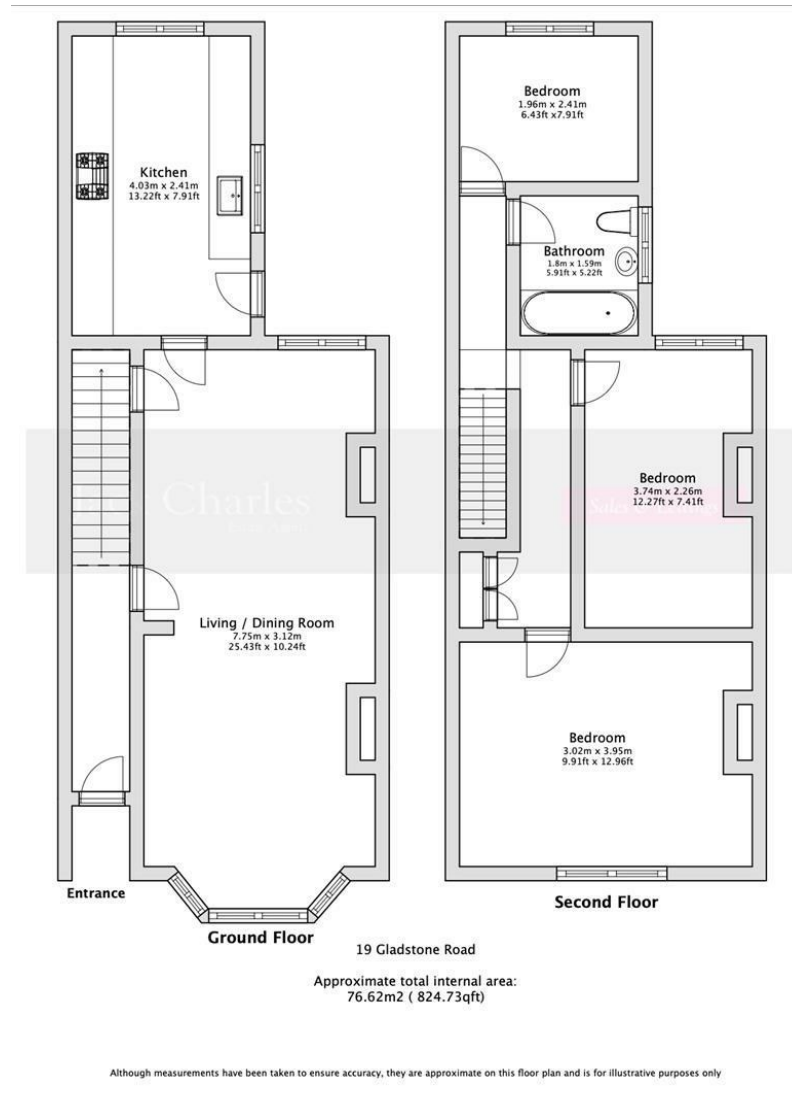 Kitchen
4.03m x 2.41m
13.22ft x 7.91ft
Bedroom
1.96m x 2.41m
6.43ft x7.91ft
Bathroom
1.8m x 1.59m
5.91ft x 5.22ft
Bedroom
3.74m x 2.26m
12.27ft x 7.41ft
Charles
Sales
Living / Dining Room
7.75m x 3.12m
25.43ft x 10.24ft
Bedroom
3.02m x 3.95m
9.91ft x 12.96ft
Entrance
Ground Floor
Second Floor
19 Gladstone Road
Approximate total internal area:
76.62m2 ( 824.73qft)
Although measurements have been taken to ensure accuracy, they are approximate on this floor plan and is for illustrative purposes only